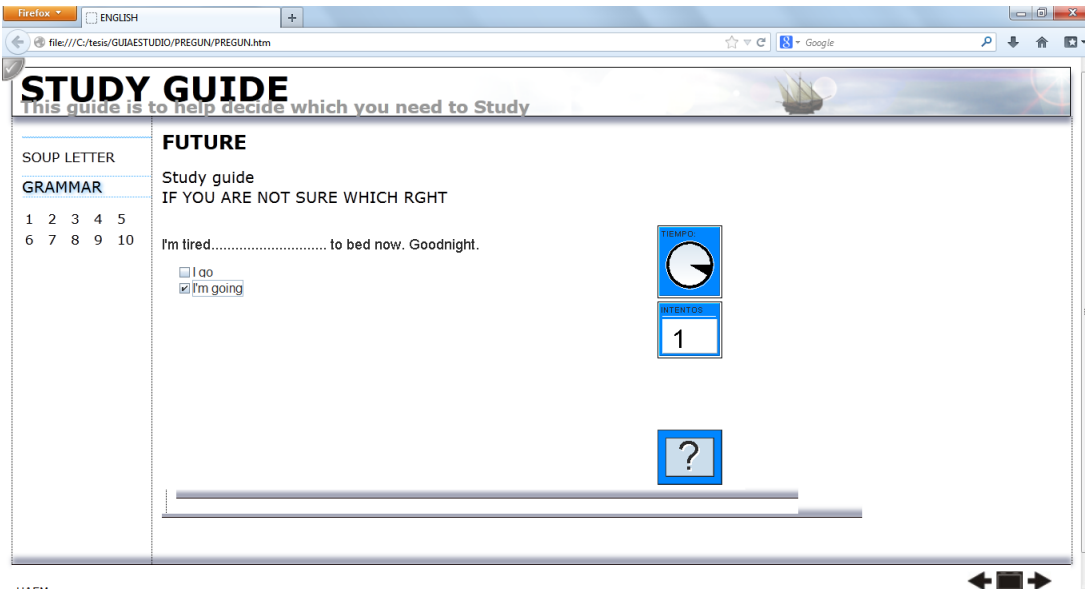 Firefox
ENGLISH
+
file:///C:/tesis/GUIAESTUDIO/PREGUN/PREGUN.htm
8 Google
STUDY GUIDE
This guide is to help decide which you need to Study
SOUP LETTER
GRAMMAR
1 2 3 4 5
6 7 8 9 10
FUTURE
Study guide
IF YOU ARE NOT SURE WHICH RGHT
I'm tired............................ to bed now. Goodnight.
I go
I'm going
TIEMPO:
INTENTOS
1
?